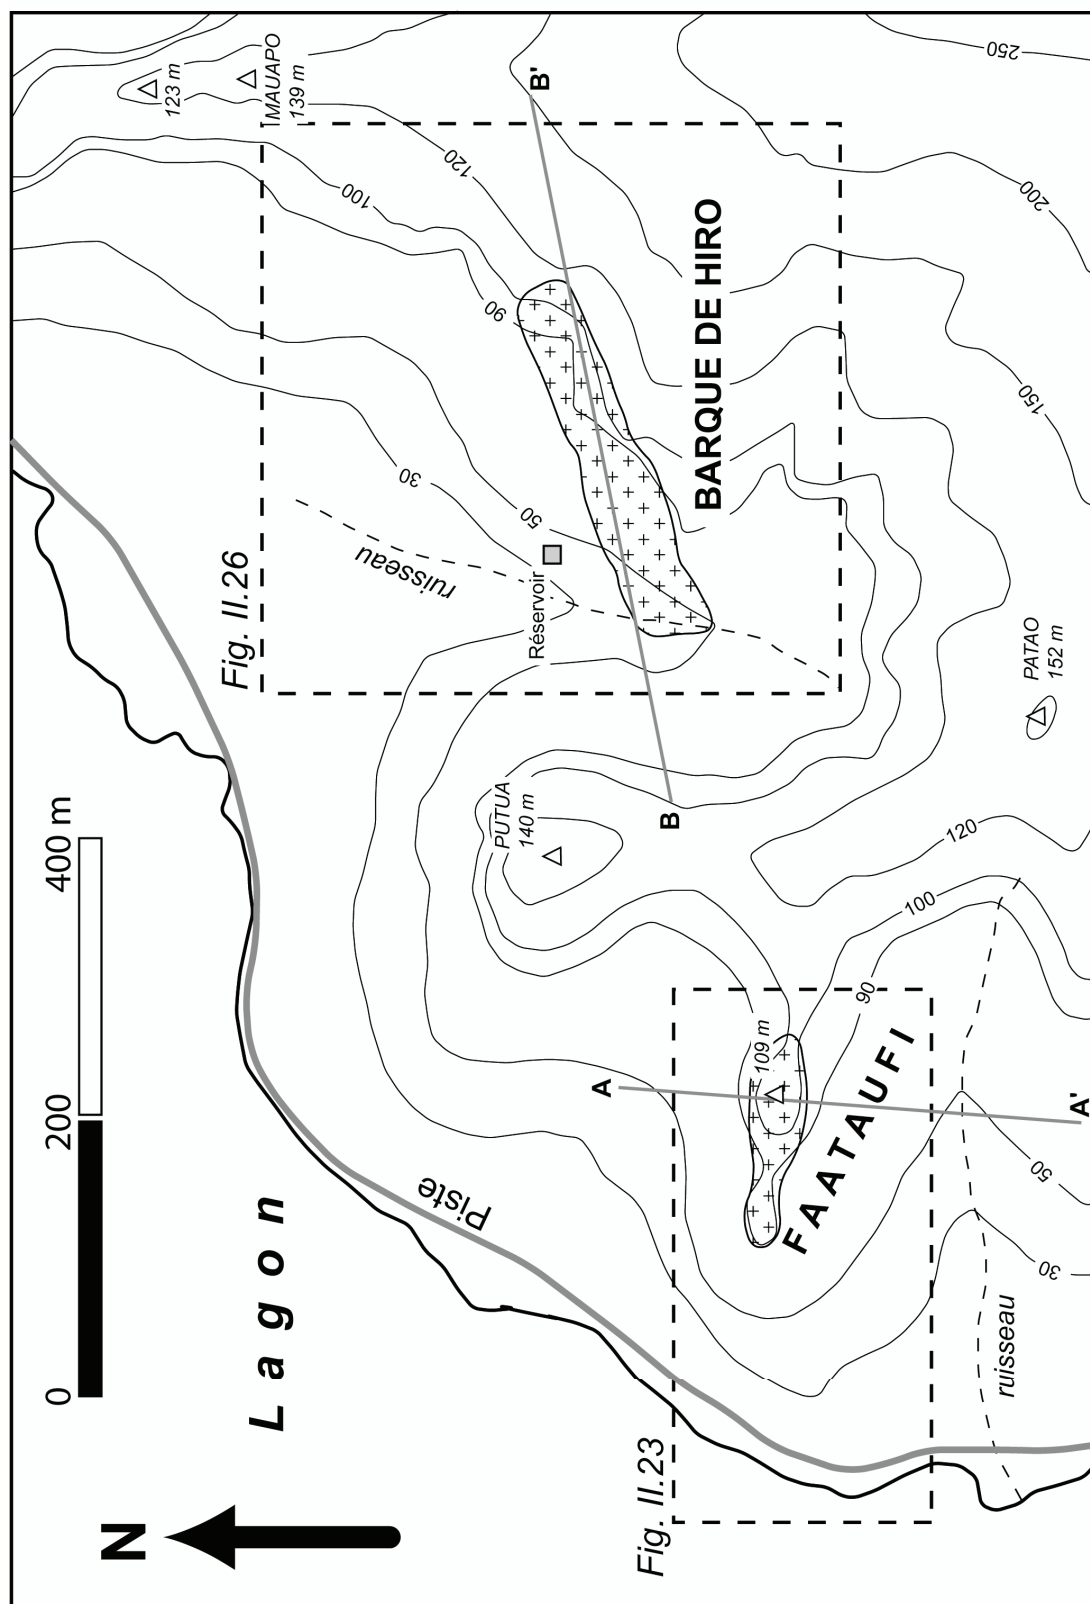 N
0
200
400 m
Lagon
Piste
Fig. II.26
Fig. II.23
ruisseau
Réservoir
MAUAPO
139 m
123 m
BARQUE DE HIRO
B
B'
PUTUA
140 m
PATAO
152 m
109 m
FAATAUFI
A
A'
ruisseau
30
50
90
100
120
150
200
250
90
100
120
50
30